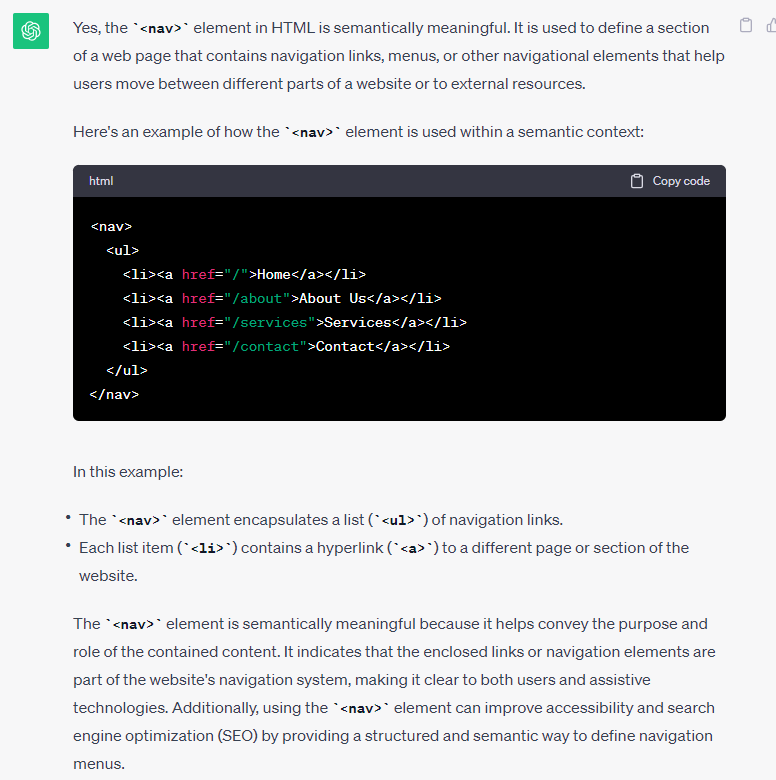 Yes, the `<nav>` element in HTML is semantically meaningful. It is used to define a section
of a web page that contains navigation links, menus, or other navigational elements that help
users move between different parts of a website or to external resources.
Here's an example of how the `<nav>` element is used within a semantic context:
html Copy code
<nav>
  <ul>
    <li><a href="/">Home</a></li>
    <li><a href="/about">About Us</a></li>
    <li><a href="/services">Services</a></li>
    <li><a href="/contact">Contact</a></li>
  </ul>
</nav>
In this example:
• The `<nav>` element encapsulates a list (`<ul>`) of navigation links.
• Each list item (`<li>`) contains a hyperlink (`<a>`) to a different page or section of the
website.
The `<nav>` element is semantically meaningful because it helps convey the purpose and
role of the contained content. It indicates that the enclosed links or navigation elements are
part of the website's navigation system, making it clear to both users and assistive
technologies. Additionally, using the `<nav>` element can improve accessibility and search
engine optimization (SEO) by providing a structured and semantic way to define navigation
menus.